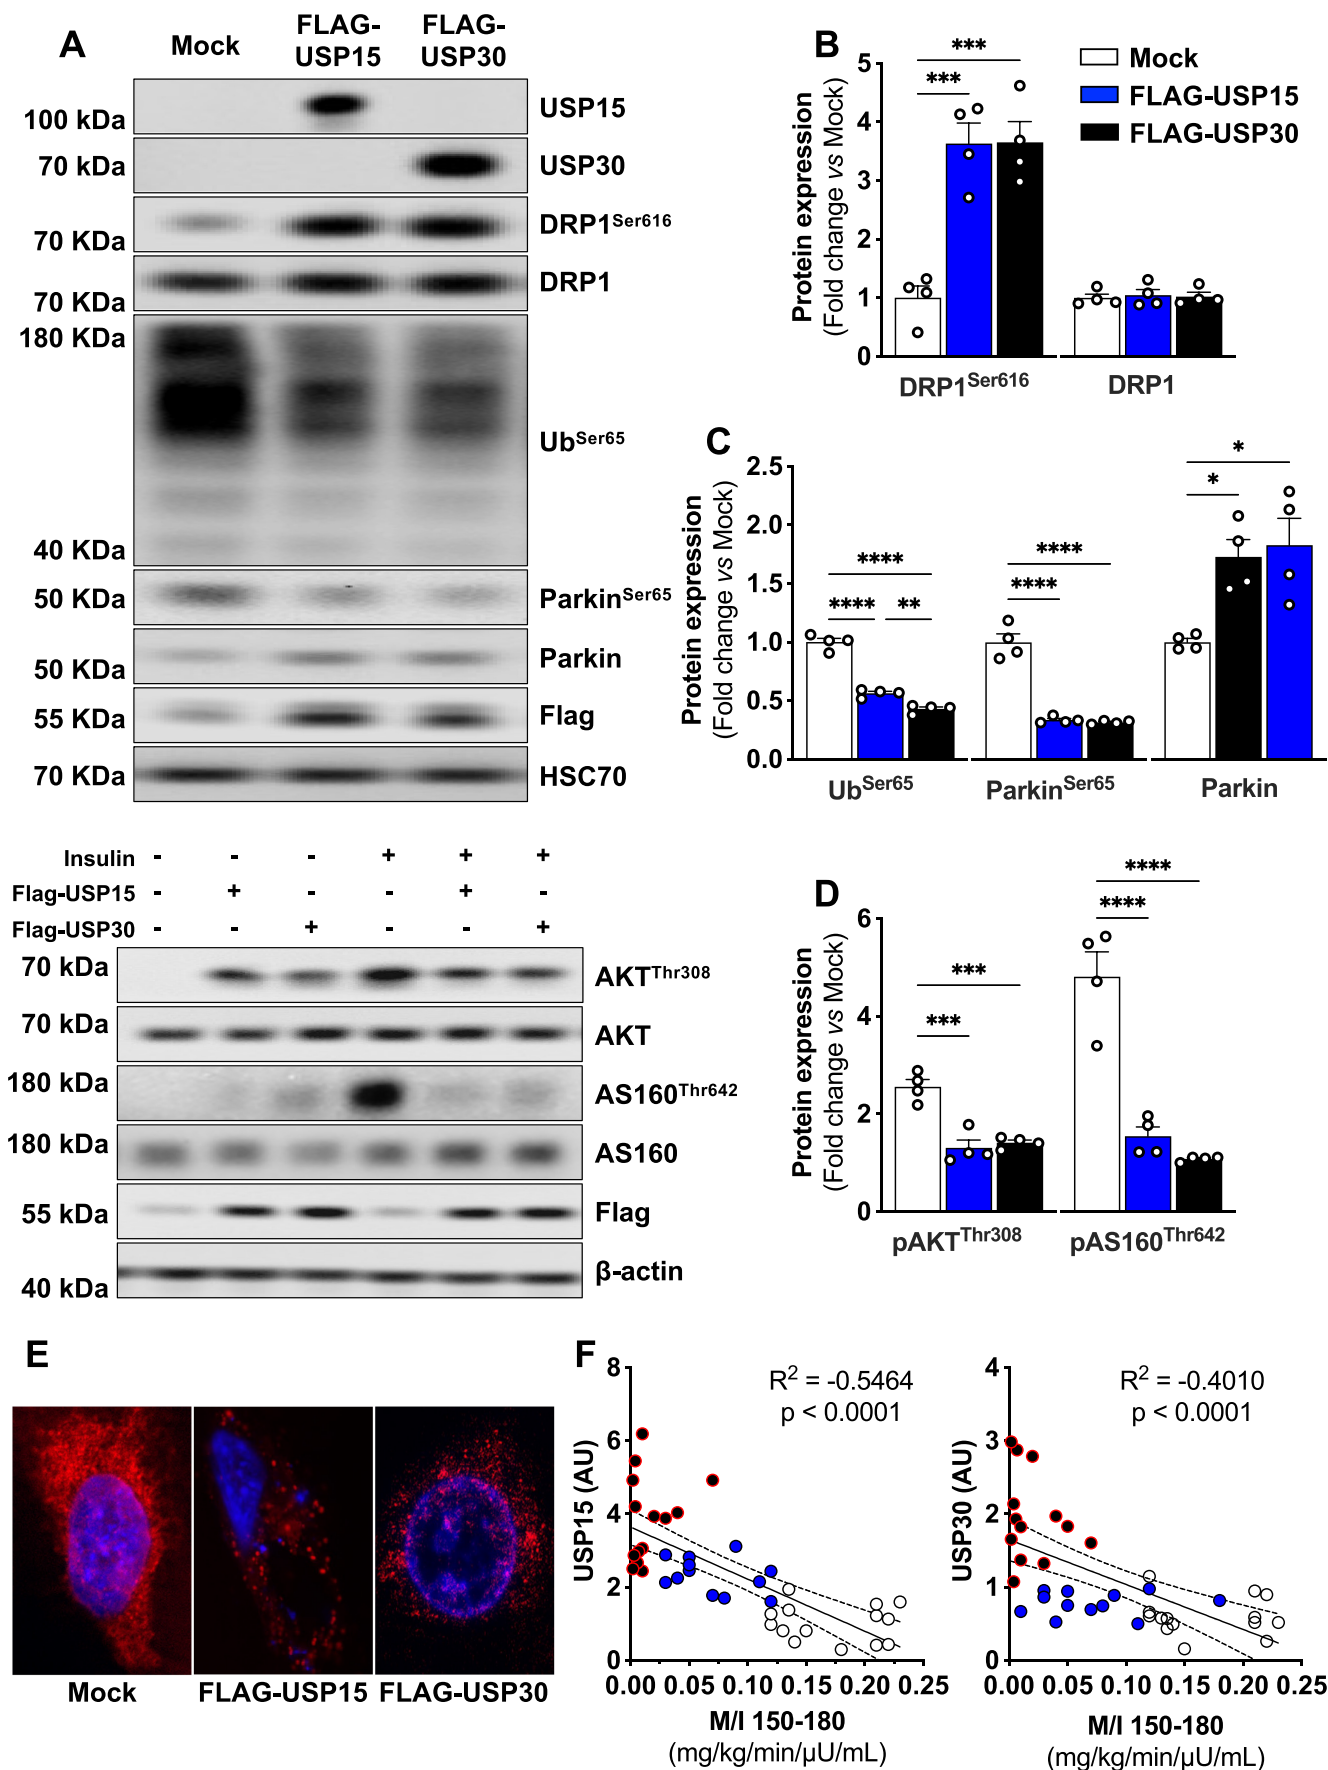 A
Mock
FLAG-
USP15
FLAG-
USP30
100 kDa
USP15
70 kDa
USP30
70 KDa
DRP1Ser616
70 KDa
DRP1
180 KDa
UbSer65
40 KDa
50 KDa
ParkinSer65
50 KDa
Parkin
55 KDa
Flag
70 KDa
HSC70
B
Protein expression
(Fold change vs Mock)
5
4
3
2
1
0
***
***
Mock
FLAG-USP15
FLAG-USP30
DRP1Ser616
DRP1
C
Protein expression
(Fold change vs Mock)
2.5
2.0
1.5
1.0
0.5
0.0
****
****
**
****
****
*
*
UbSer65
ParkinSer65
Parkin
Insulin - - - + + +
Flag-USP15 - + - - + -
Flag-USP30 - - + - - +
70 kDa
AKTThr308
70 kDa
AKT
180 kDa
AS160Thr642
180 kDa
AS160
55 kDa
Flag
40 kDa
β-actin
D
Protein expression
(Fold change vs Mock)
6
4
2
0
***
***
****
****
pAKTThr308
pAS160Thr642
E
Mock
FLAG-USP15
FLAG-USP30
F
USP15 (AU)
8
6
4
2
0
R2 = -0.5464
p < 0.0001
0.00 0.05 0.10 0.15 0.20 0.25
M/I 150-180
(mg/kg/min/µU/mL)
USP30 (AU)
4
3
2
1
0
R2 = -0.4010
p < 0.0001
0.00 0.05 0.10 0.15 0.20 0.25
M/I 150-180
(mg/kg/min/µU/mL)